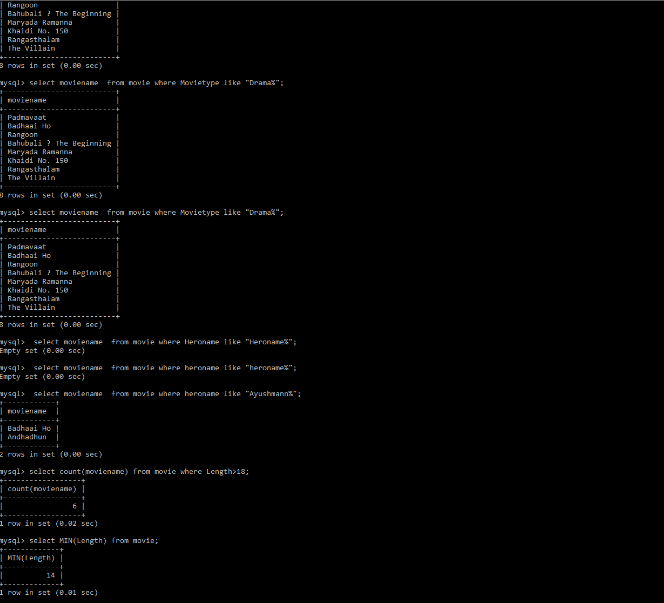 | Rangoon                  |
| Bahubali ? The Beginning |
| Maryada Ramanna          |
| Khaidi No. 150           |
| Rangasthalam             |
| The Villain              |
+--------------------------+
8 rows in set (0.00 sec)
mysql> select moviename  from movie where Movietype like "Drama%";
+--------------------------+
| moviename                |
+--------------------------+
| Padmavaat                |
| Badhaai Ho               |
| Rangoon                  |
| Bahubali ? The Beginning |
| Maryada Ramanna          |
| Khaidi No. 150           |
| Rangasthalam             |
| The Villain              |
+--------------------------+
8 rows in set (0.00 sec)
mysql> select moviename  from movie where Movietype like "Drama%";
+--------------------------+
| moviename                |
+--------------------------+
| Padmavaat                |
| Badhaai Ho               |
| Rangoon                  |
| Bahubali ? The Beginning |
| Maryada Ramanna          |
| Khaidi No. 150           |
| Rangasthalam             |
| The Villain              |
+--------------------------+
8 rows in set (0.00 sec)
mysql>  select moviename  from movie where Heroname like "Heroname%";
Empty set (0.00 sec)
mysql>  select moviename  from movie where heroname like "heroname%";
Empty set (0.00 sec)
mysql>  select moviename  from movie where heroname like "Ayushmann%";
+------------+
| moviename  |
+------------+
| Badhaai Ho |
| Andhadhun  |
+------------+
2 rows in set (0.00 sec)
mysql> select count(moviename) from movie where Length>18;
+------------------+
| count(moviename) |
+------------------+
|                6 |
+------------------+
1 row in set (0.02 sec)
mysql> select MIN(Length) from movie;
+-------------+
| MIN(Length) |
+-------------+
|          14 |
+-------------+
1 row in set (0.01 sec)